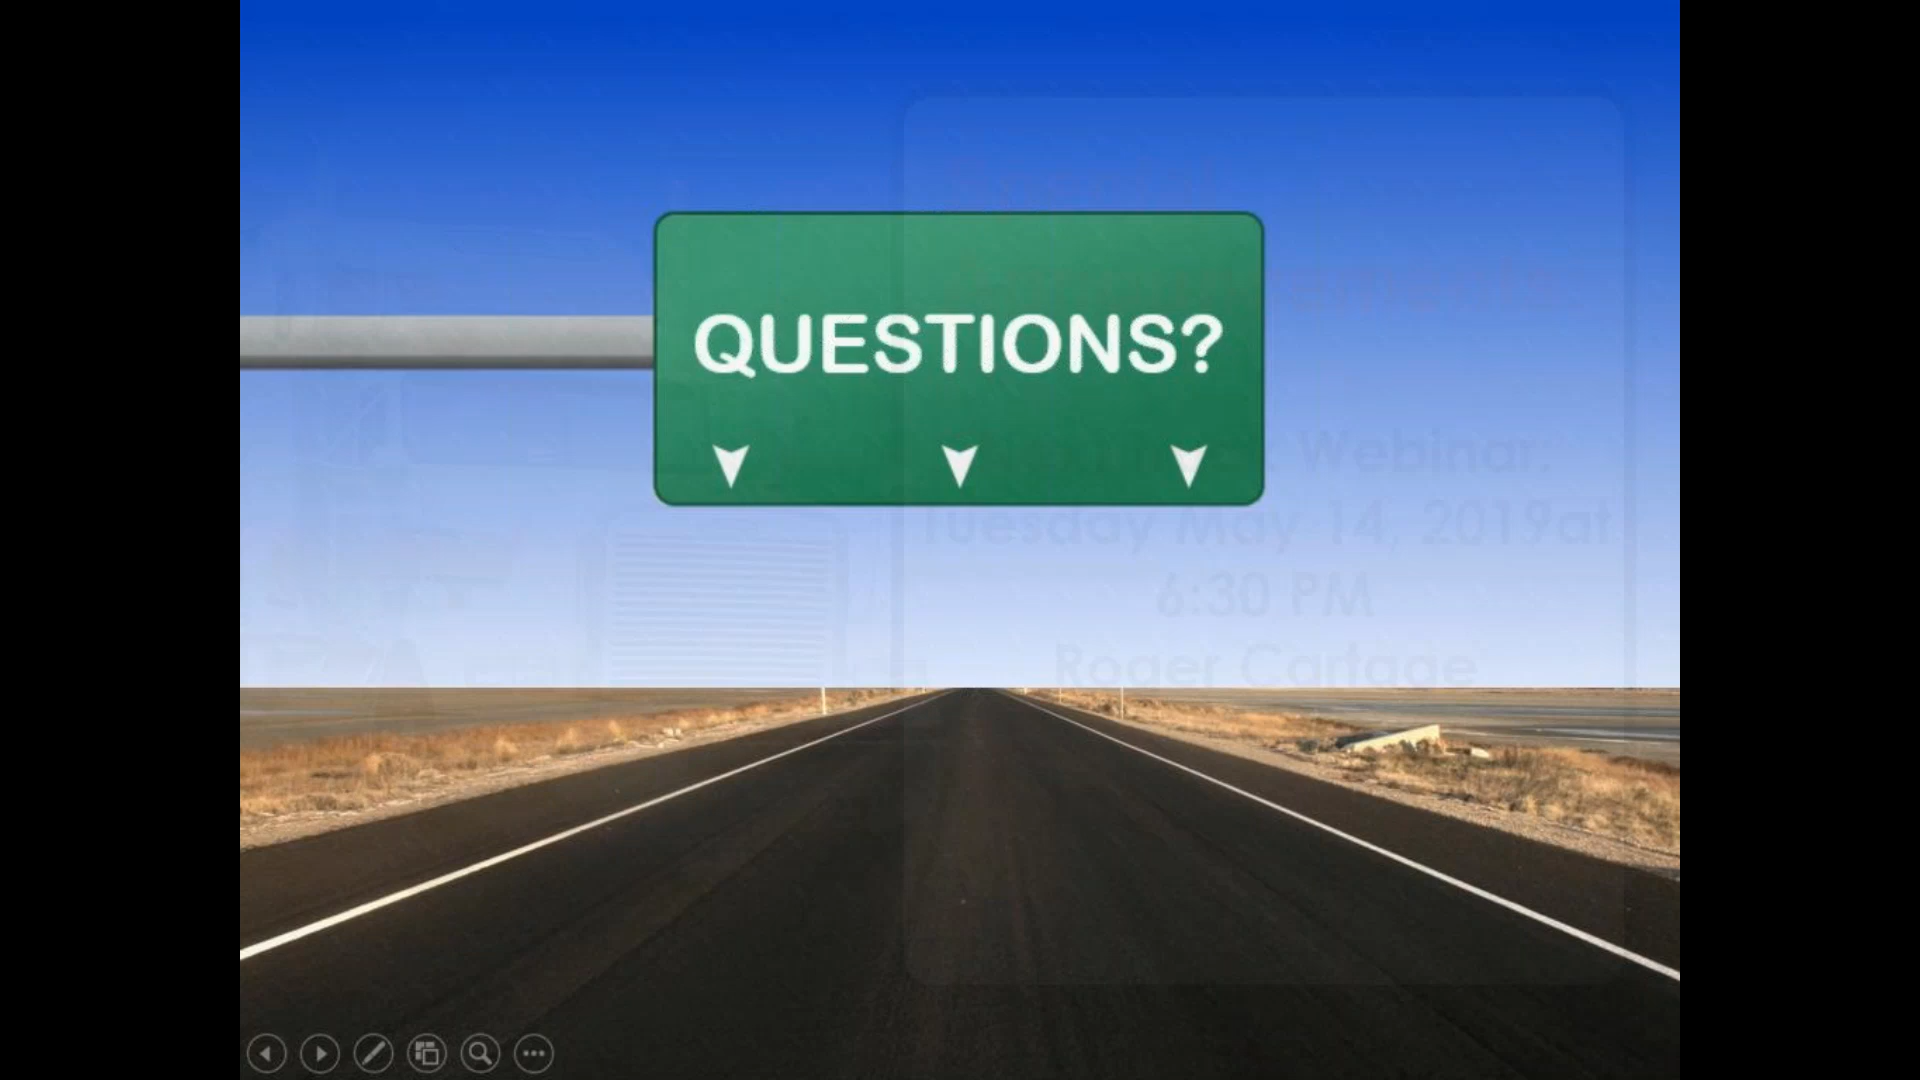 QUESTIONS?
Webinar:
Tuesday May 14, 2019at
6:30 PM
Roger Cartage